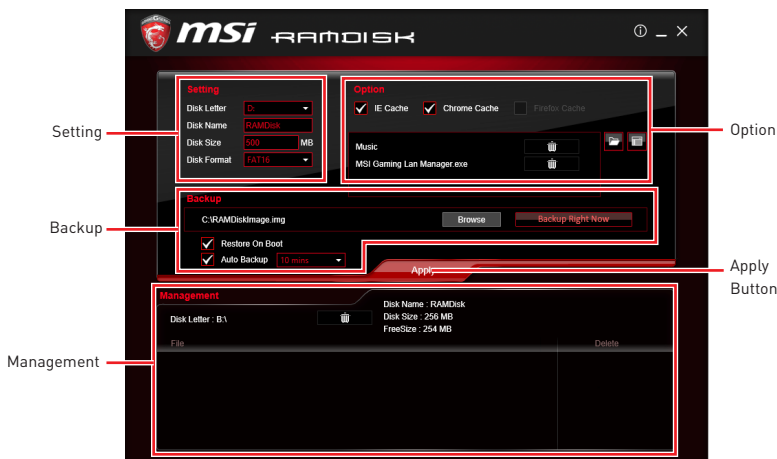 msi RAMDISK
Setting
Disk Letter D:
Disk Name RAMDisk
Disk Size 500 MB
Disk Format FAT16
Option
IE Cache Chrome Cache Firefox Cache
Music
MSI Gaming Lan Manager.exe
Backup
C:\RAMDiskImage.img Browse Backup Right Now
Restore On Boot
Auto Backup 10 mins
Apply
Management
Disk Letter : B:\
Disk Name : RAMDisk
Disk Size : 256 MB
FreeSize : 254 MB
File Delete
Setting
Backup
Management
Option
Apply
Button